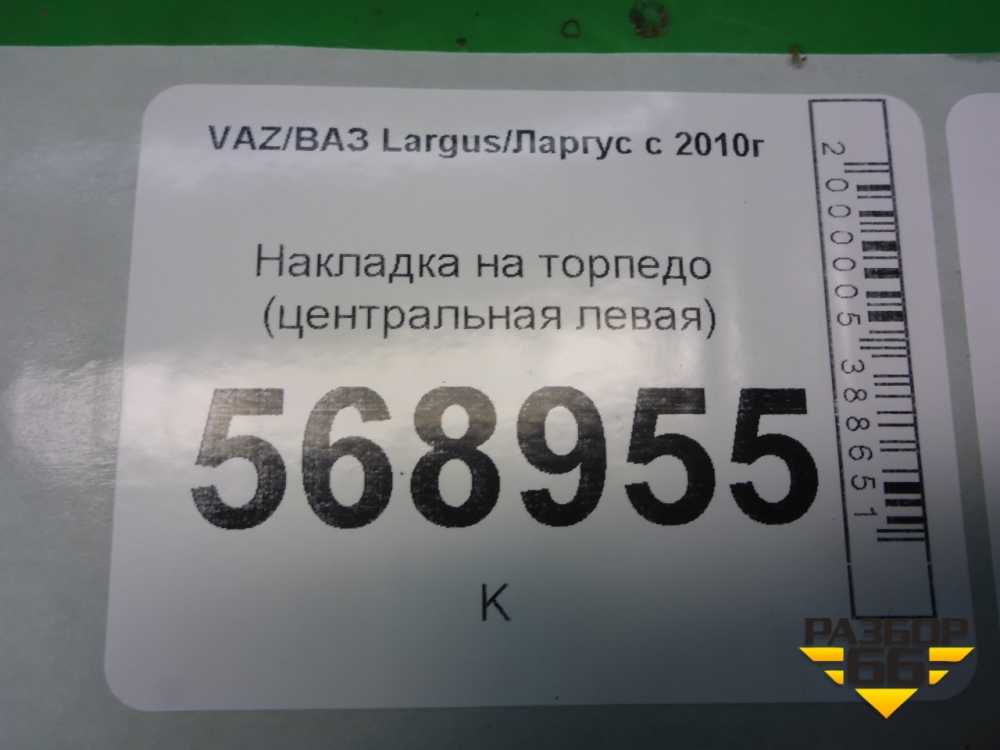 VAZ/ВАЗ Largus/Ларгус с 2010г
Накладка на торпедо
(центральная левая)
568955
К
2000005388651
РАЗБОР
66